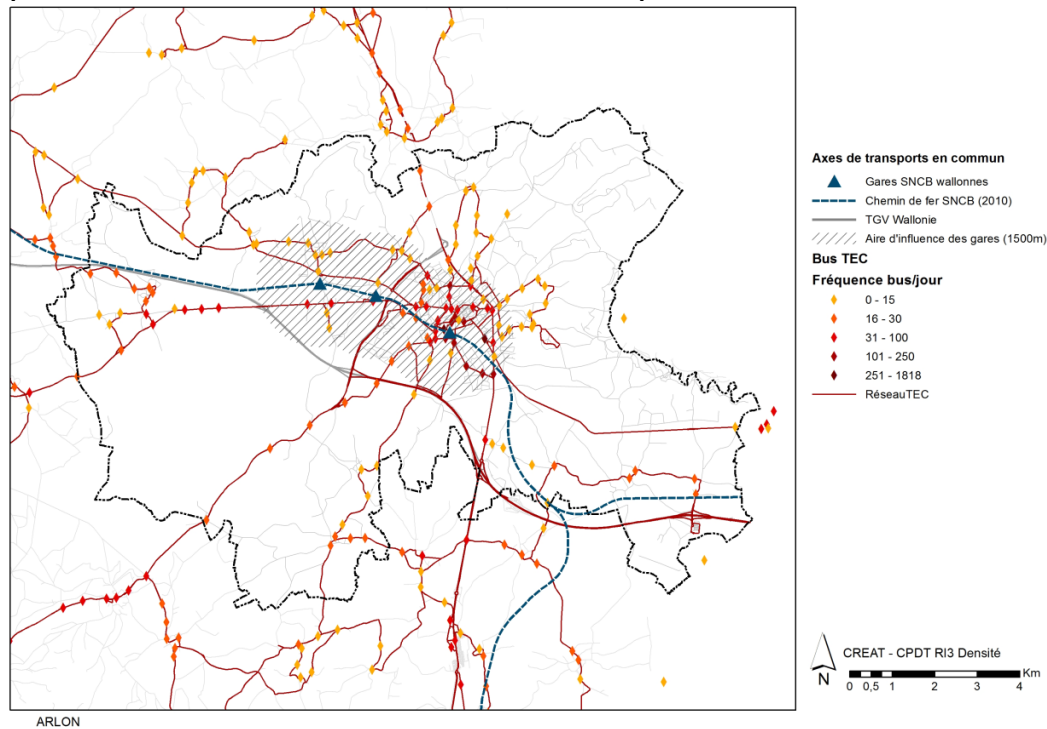 Axes de transports en commun
Gares SNCB wallonnes
Chemin de fer SNCB (2010)
TGV Wallonie
Aire d'influence des gares (1500m)
Bus TEC
Fréquence bus/jour
0 - 15
16 - 30
31 - 100
101 - 250
251 - 1818
RéseauTEC
CREAT - CPDT RI3 Densité
N
Km
0 0,5 1 2 3 4
ARLON